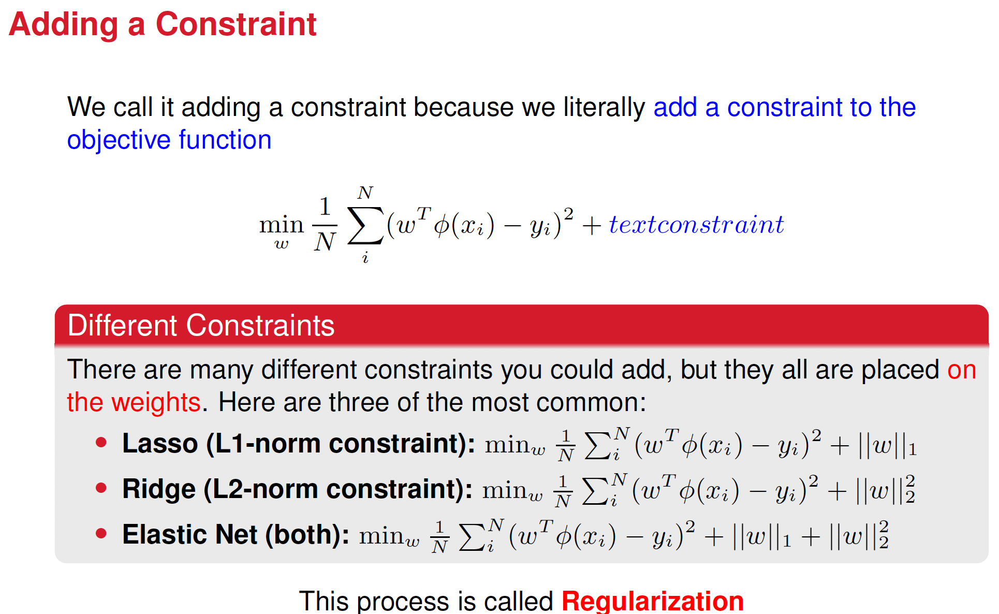 Adding a Constraint
We call it adding a constraint because we literally add a constraint to the
objective function
$$\min_{w} \frac{1}{N} \sum_{i}^{N} (w^T \phi(x_i) - y_i)^2 + textconstraint$$
Different Constraints
There are many different constraints you could add, but they all are placed on
the weights. Here are three of the most common:
• Lasso (L1-norm constraint): $\min_w \frac{1}{N} \sum_i^N (w^T \phi(x_i) - y_i)^2 + ||w||_1$
• Ridge (L2-norm constraint): $\min_w \frac{1}{N} \sum_i^N (w^T \phi(x_i) - y_i)^2 + ||w||_2^2$
• Elastic Net (both): $\min_w \frac{1}{N} \sum_i^N (w^T \phi(x_i) - y_i)^2 + ||w||_1 + ||w||_2^2$
This process is called Regularization